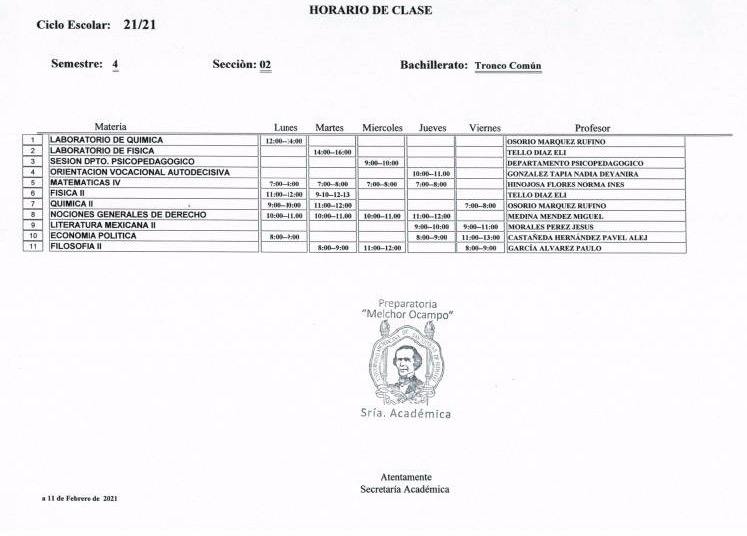 HORARIO DE CLASE
Ciclo Escolar: 21/21
Semestre: 4 Secciòn: 02 Bachillerato: Tronco Común
Materia Lunes Martes Miercoles Jueves Viernes Profesor
1 LABORATORIO DE QUIMICA 12:00--14:00 OSORIO MARQUEZ RUFINO
2 LABORATORIO DE FISICA 14:00--16:00 TELLO DIAZ ELI
3 SESION DPTO. PSICOPEDAGOGICO 9:00--10:00 DEPARTAMENTO PSICOPEDAGOGICO
4 ORIENTACION VOCACIONAL AUTODECISIVA 10:00--11.00 GONZALEZ TAPIA NADIA DEYANIRA
5 MATEMATICAS IV 7:00--8:00 7:00--8:00 7:00--8:00 HINOJOSA FLORES NORMA INES
6 FISICA II 11:00--12:00 9-10--12-13 TELLO DIAZ ELI
7 QUIMICA II 9:00--10:00 11:00--12:00 7:00--8:00 OSORIO MARQUEZ RUFINO
8 NOCIONES GENERALES DE DERECHO 10:00--11.00 10:00--11.00 10:00--11.00 11:00--12:00 MEDINA MENDEZ MIGUEL
9 LITERATURA MEXICANA II 9:00--10:00 9:00--11:00 MORALES PEREZ JESUS
10 ECONOMIA POLITICA 8:00--9:00 8:00--9:00 11:00--13:00 CASTAÑEDA HERNÁNDEZ PAVEL ALEJ
11 FILOSOFIA II 8:00--9:00 11:00--12:00 8:00--9:00 GARCÍA ALVAREZ PAULO
Preparatoria
"Melchor Ocampo"
Sría. Académica
Atentamente
Secretaría Académica
a 11 de Febrero de 2021